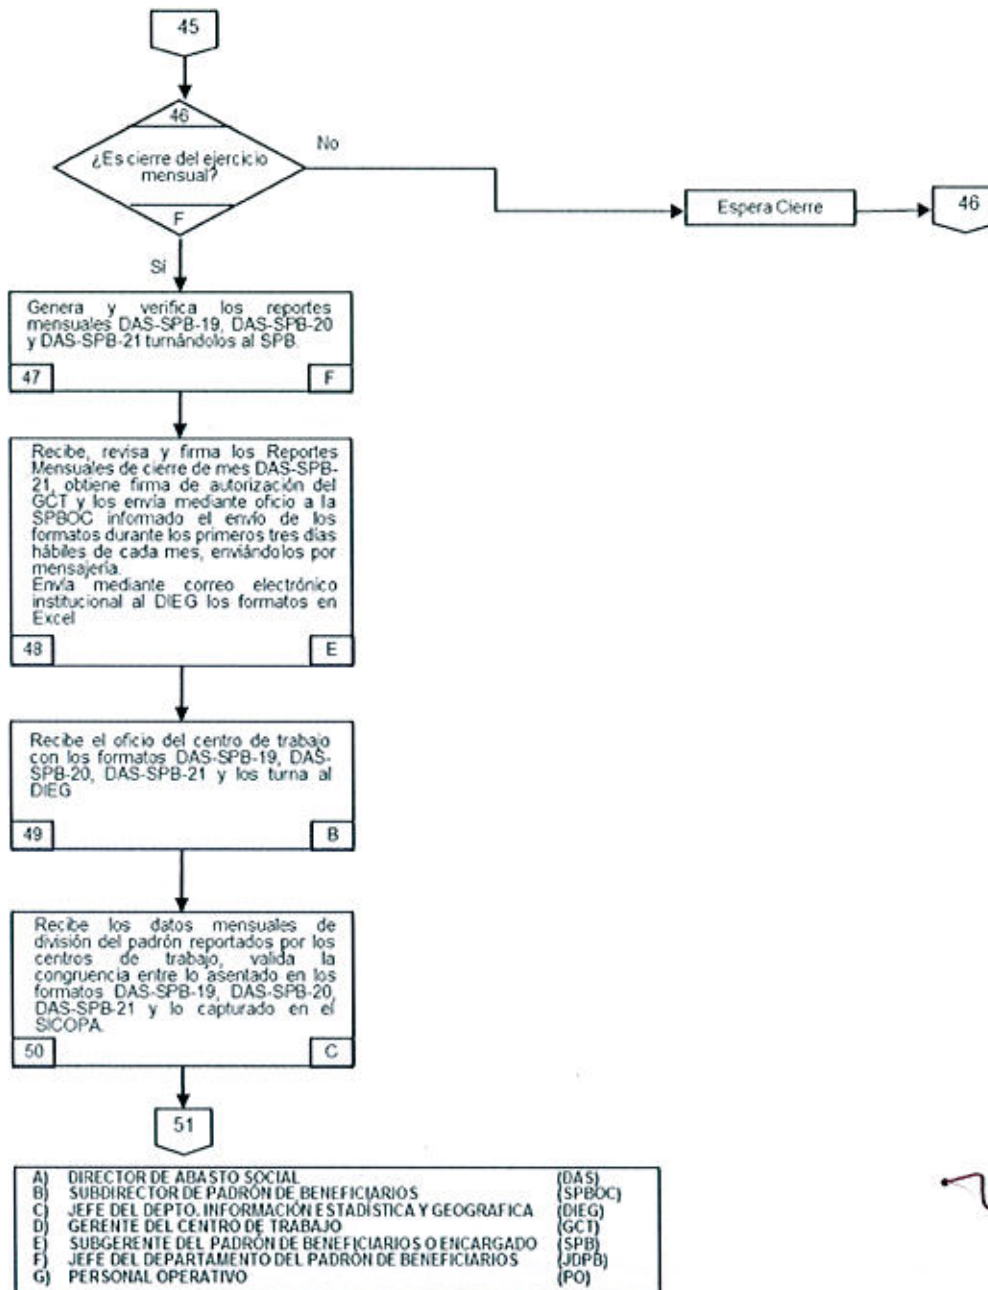 45
46
¿Es cierre del ejercicio
mensual?
F
No
Espera Cierre
46
Sí
Genera y verifica los reportes
mensuales DAS-SPB-19, DAS-SPB-20
y DAS-SPB-21 turnándolos al SPB.
47 F
Recibe, revisa y firma los Reportes
Mensuales de cierre de mes DAS-SPB-
21, obtiene firma de autorización del
GCT y los envía mediante oficio a la
SPBOC informado el envío de los
formatos durante los primeros tres días
hábiles de cada mes, enviándolos por
mensajería.
Envía mediante correo electrónico
institucional al DIEG los formatos en
Excel
48 E
Recibe el oficio del centro de trabajo
con los formatos DAS-SPB-19, DAS-
SPB-20, DAS-SPB-21 y los turna al
DIEG
49 B
Recibe los datos mensuales de
división del padrón reportados por los
centros de trabajo, valida la
congruencia entre lo asentado en los
formatos DAS-SPB-19, DAS-SPB-20,
DAS-SPB-21 y lo capturado en el
SICOPA.
50 C
51
A) DIRECTOR DE ABASTO SOCIAL (DAS)
B) SUBDIRECTOR DE PADRÓN DE BENEFICIARIOS (SPBOC)
C) JEFE DEL DEPTO. INFORMACIÓN ESTADÍSTICA Y GEOGRAFICA (DIEG)
D) GERENTE DEL CENTRO DE TRABAJO (GCT)
E) SUBGERENTE DEL PADRÓN DE BENEFICIARIOS O ENCARGADO (SPB)
F) JEFE DEL DEPARTAMENTO DEL PADRÓN DE BENEFICIARIOS (JDPB)
G) PERSONAL OPERATIVO (PO)